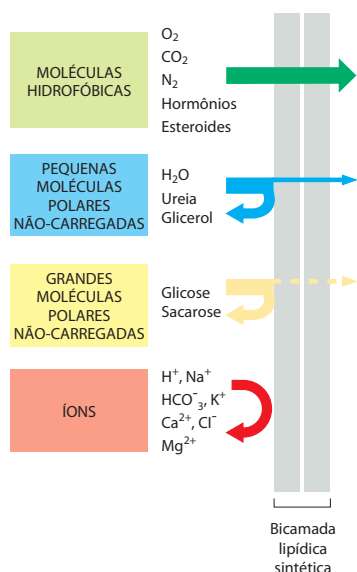 MOLÉCULAS
HIDROFÓBICAS
O₂
CO₂
N₂
Hormônios
Esteroides
PEQUENAS
MOLÉCULAS
POLARES
NÃO-CARREGADAS
H₂O
Ureia
Glicerol
GRANDES
MOLÉCULAS
POLARES
NÃO-CARREGADAS
Glicose
Sacarose
ÍONS
H⁺, Na⁺
HCO⁻₃, K⁺
Ca²⁺, Cl⁻
Mg²⁺
Bicamada
lipídica
sintética